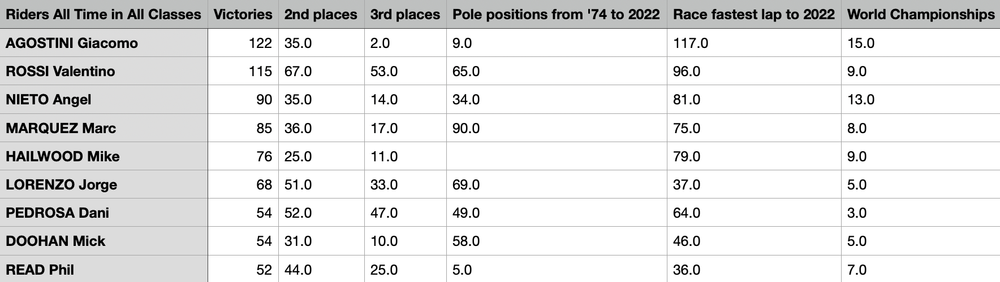 Riders All Time in All Classes Victories 2nd places 3rd places Pole positions from '74 to 2022 Race fastest lap to 2022 World Championships
AGOSTINI Giacomo 122 35.0 2.0 9.0 117.0 15.0
ROSSI Valentino 115 67.0 53.0 65.0 96.0 9.0
NIETO Angel 90 35.0 14.0 34.0 81.0 13.0
MARQUEZ Marc 85 36.0 17.0 90.0 75.0 8.0
HAILWOOD Mike 76 25.0 11.0 79.0 9.0
LORENZO Jorge 68 51.0 33.0 69.0 37.0 5.0
PEDROSA Dani 54 52.0 47.0 49.0 64.0 3.0
DOOHAN Mick 54 31.0 10.0 58.0 46.0 5.0
READ Phil 52 44.0 25.0 5.0 36.0 7.0